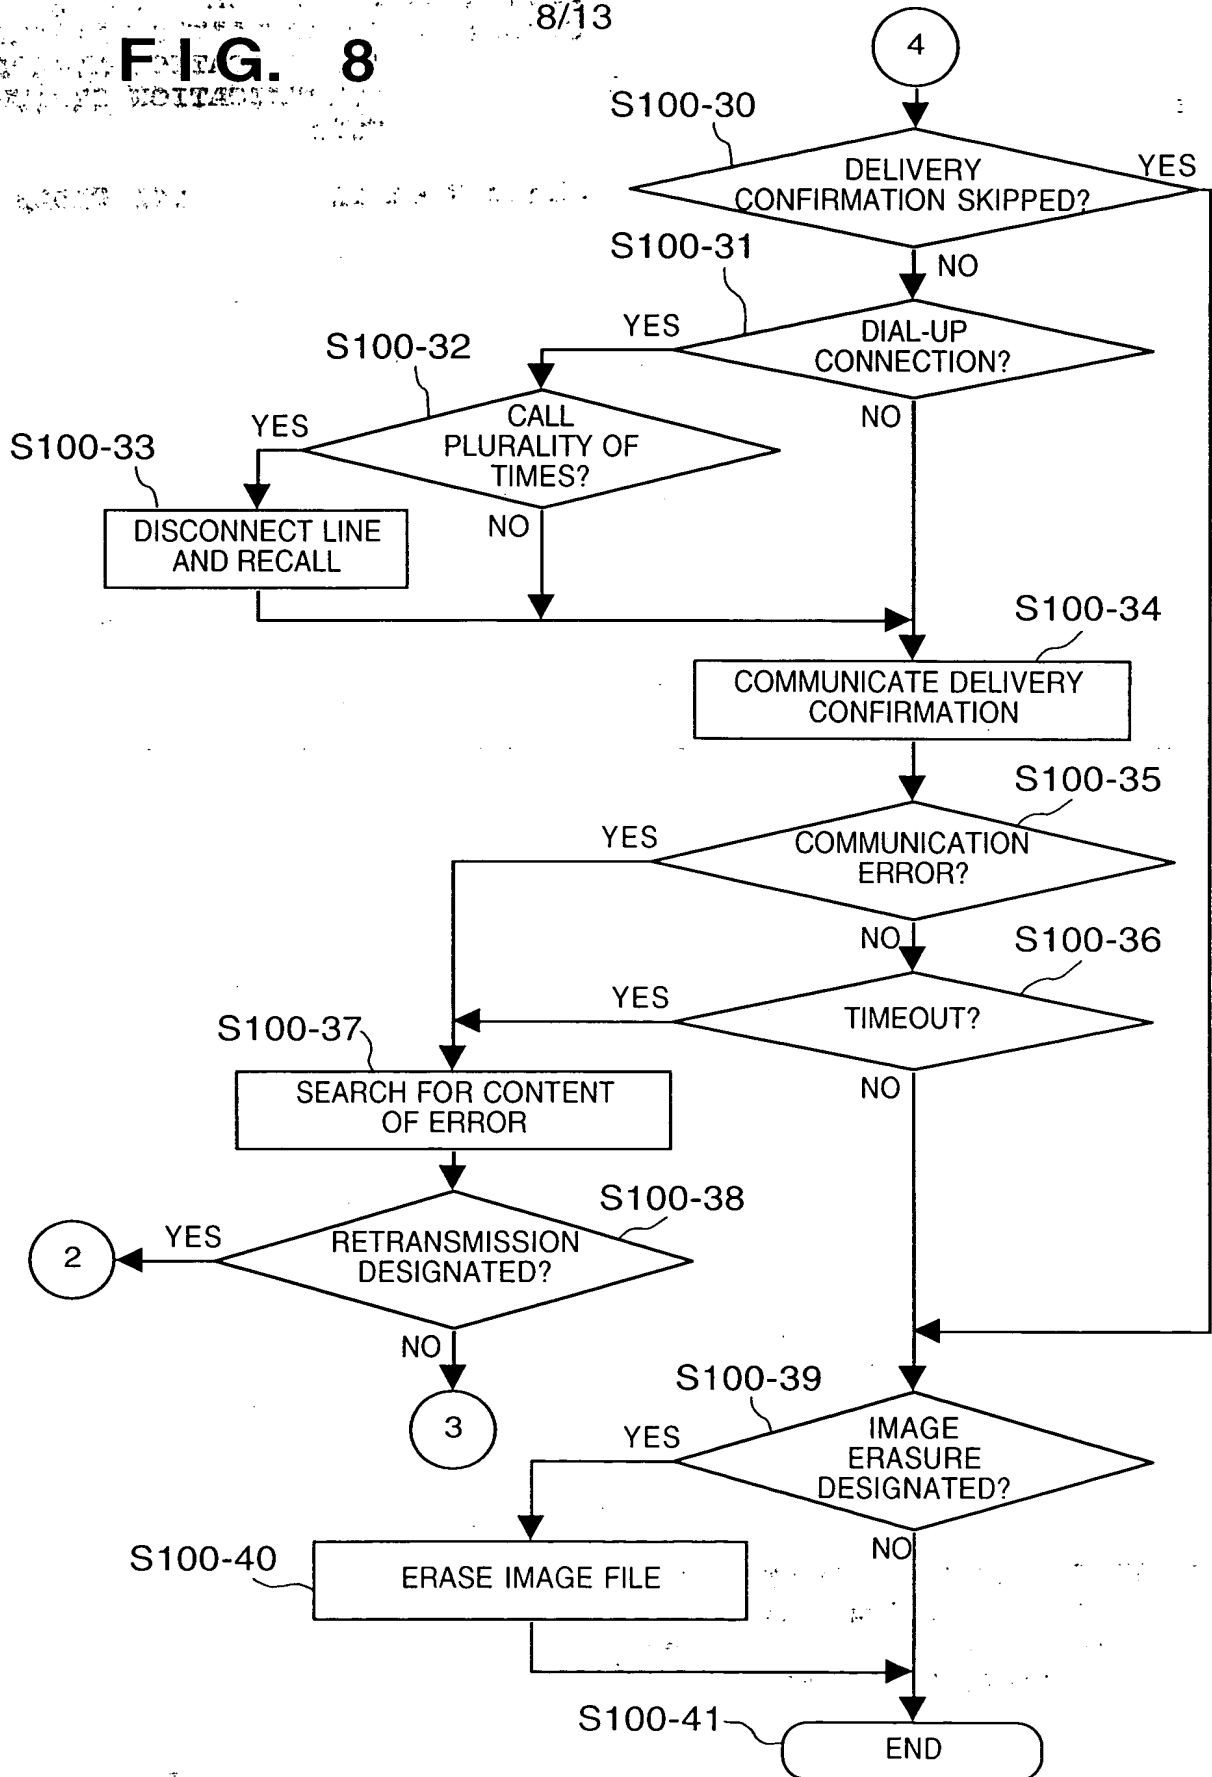 8/13
FIG. 8
4
S100-30
DELIVERY
CONFIRMATION SKIPPED?
YES
NO
S100-31
DIAL-UP
CONNECTION?
YES
NO
S100-32
CALL
PLURALITY OF
TIMES?
YES
NO
S100-33
DISCONNECT LINE
AND RECALL
S100-34
COMMUNICATE DELIVERY
CONFIRMATION
S100-35
COMMUNICATION
ERROR?
YES
NO
S100-36
TIMEOUT?
YES
NO
S100-37
SEARCH FOR CONTENT
OF ERROR
S100-38
RETRANSMISSION
DESIGNATED?
YES
2
NO
3
S100-39
IMAGE
ERASURE
DESIGNATED?
YES
NO
S100-40
ERASE IMAGE FILE
S100-41
END